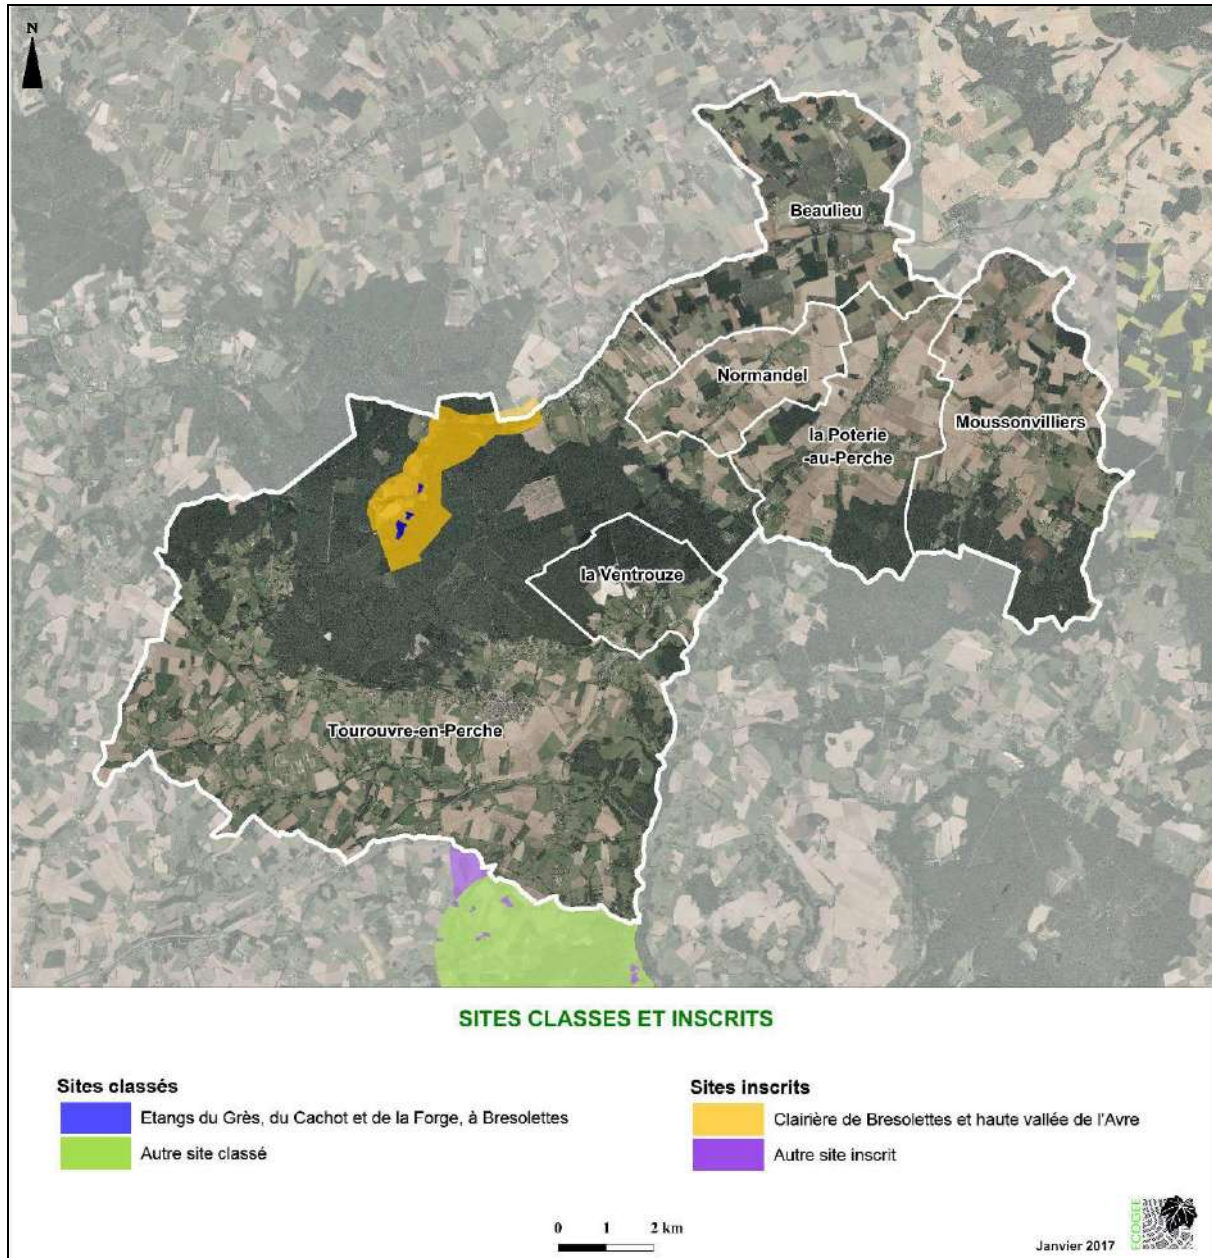 N
Beaulieu
Normandel
la Poterie
-au-Perche
Moussonvilliers
la Ventrouze
Tourouvre-en-Perche
SITES CLASSES ET INSCRITS
Sites classés
Etangs du Grès, du Cachot et de la Forge, à Bresolettes
Autre site classé
Sites inscrits
Clairière de Bresolettes et haute vallée de l'Avre
Autre site inscrit
0 1 2 km
Janvier 2017
ECOGEE